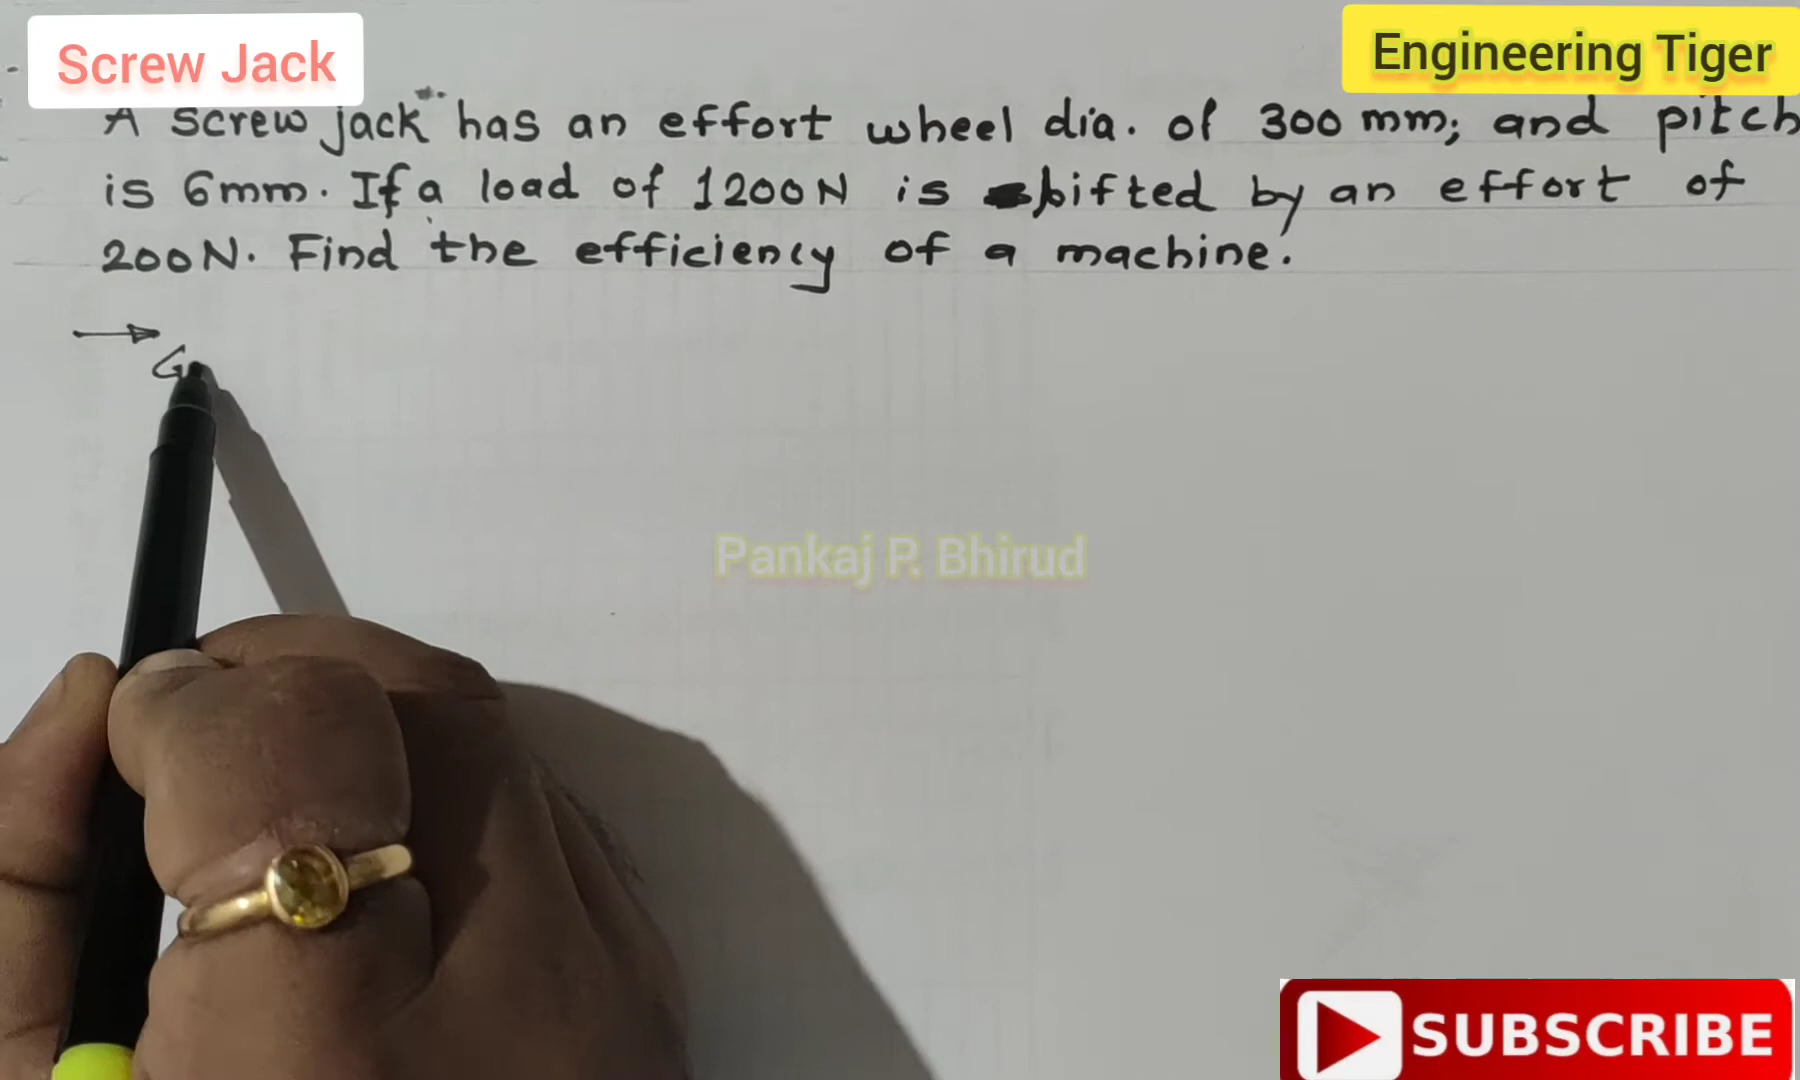 Screw Jack
Engineering Tiger
A screw jack has an effort wheel dia. of 300 mm; and pitch
is 6mm. If a load of 1200N is lifted by an effort of
200N. Find the efficiency of a machine.
G
Pankaj P. Bhirud
SUBSCRIBE